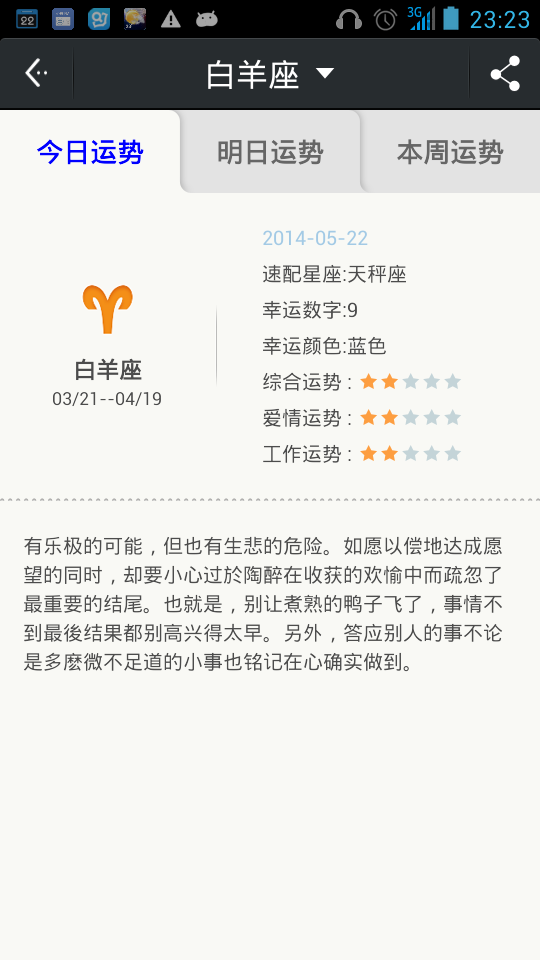 22
3G
23:23
白羊座
今日运势
明日运势
本周运势
2014-05-22
速配星座:天秤座
幸运数字:9
幸运颜色:蓝色
综合运势 :
爱情运势 :
工作运势 :
白羊座
03/21--04/19
有乐极的可能，但也有生悲的危险。如愿以偿地达成愿
望的同时，却要小心过於陶醉在收获的欢愉中而疏忽了
最重要的结尾。也就是，别让煮熟的鸭子飞了，事情不
到最後结果都别高兴得太早。另外，答应别人的事不论
是多麽微不足道的小事也铭记在心确实做到。